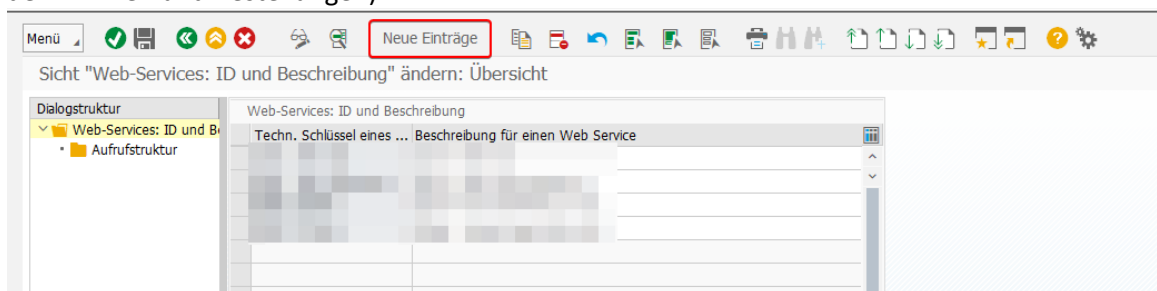 Menü
Neue Einträge
Sicht "Web-Services: ID und Beschreibung" ändern: Übersicht
Dialogstruktur
Web-Services: ID und Be
Aufrufstruktur
Web-Services: ID und Beschreibung
Techn. Schlüssel eines ... Beschreibung für einen Web Service